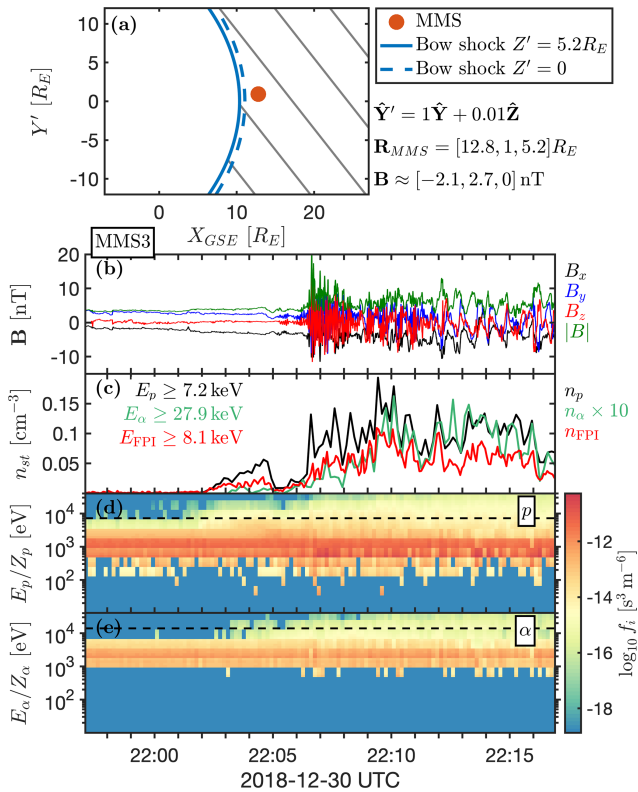 (a)
10
5
0
-5
-10
Y′ [R_E]
0
10
20
X_GSE [R_E]
MMS
Bow shock Z′ = 5.2R_E
Bow shock Z′ = 0
Ŷ′ = 1Ŷ + 0.01Ẑ
R_MMS = [12.8, 1, 5.2]R_E
B ≈ [−2.1, 2.7, 0] nT
MMS3
(b)
20
10
0
-10
B [nT]
B_x
B_y
B_z
|B|
(c)
E_p ≥ 7.2 keV
E_α ≥ 27.9 keV
E_FPI ≥ 8.1 keV
0.15
0.1
0.05
n_st [cm⁻³]
n_p
n_α × 10
n_FPI
(d)
p
10⁴
10³
10²
E_p/Z_p [eV]
(e)
α
10⁴
10³
10²
E_α/Z_α [eV]
-12
-14
-16
-18
log₁₀ f_i [s³ m⁻⁶]
22:00
22:05
22:10
22:15
2018-12-30 UTC